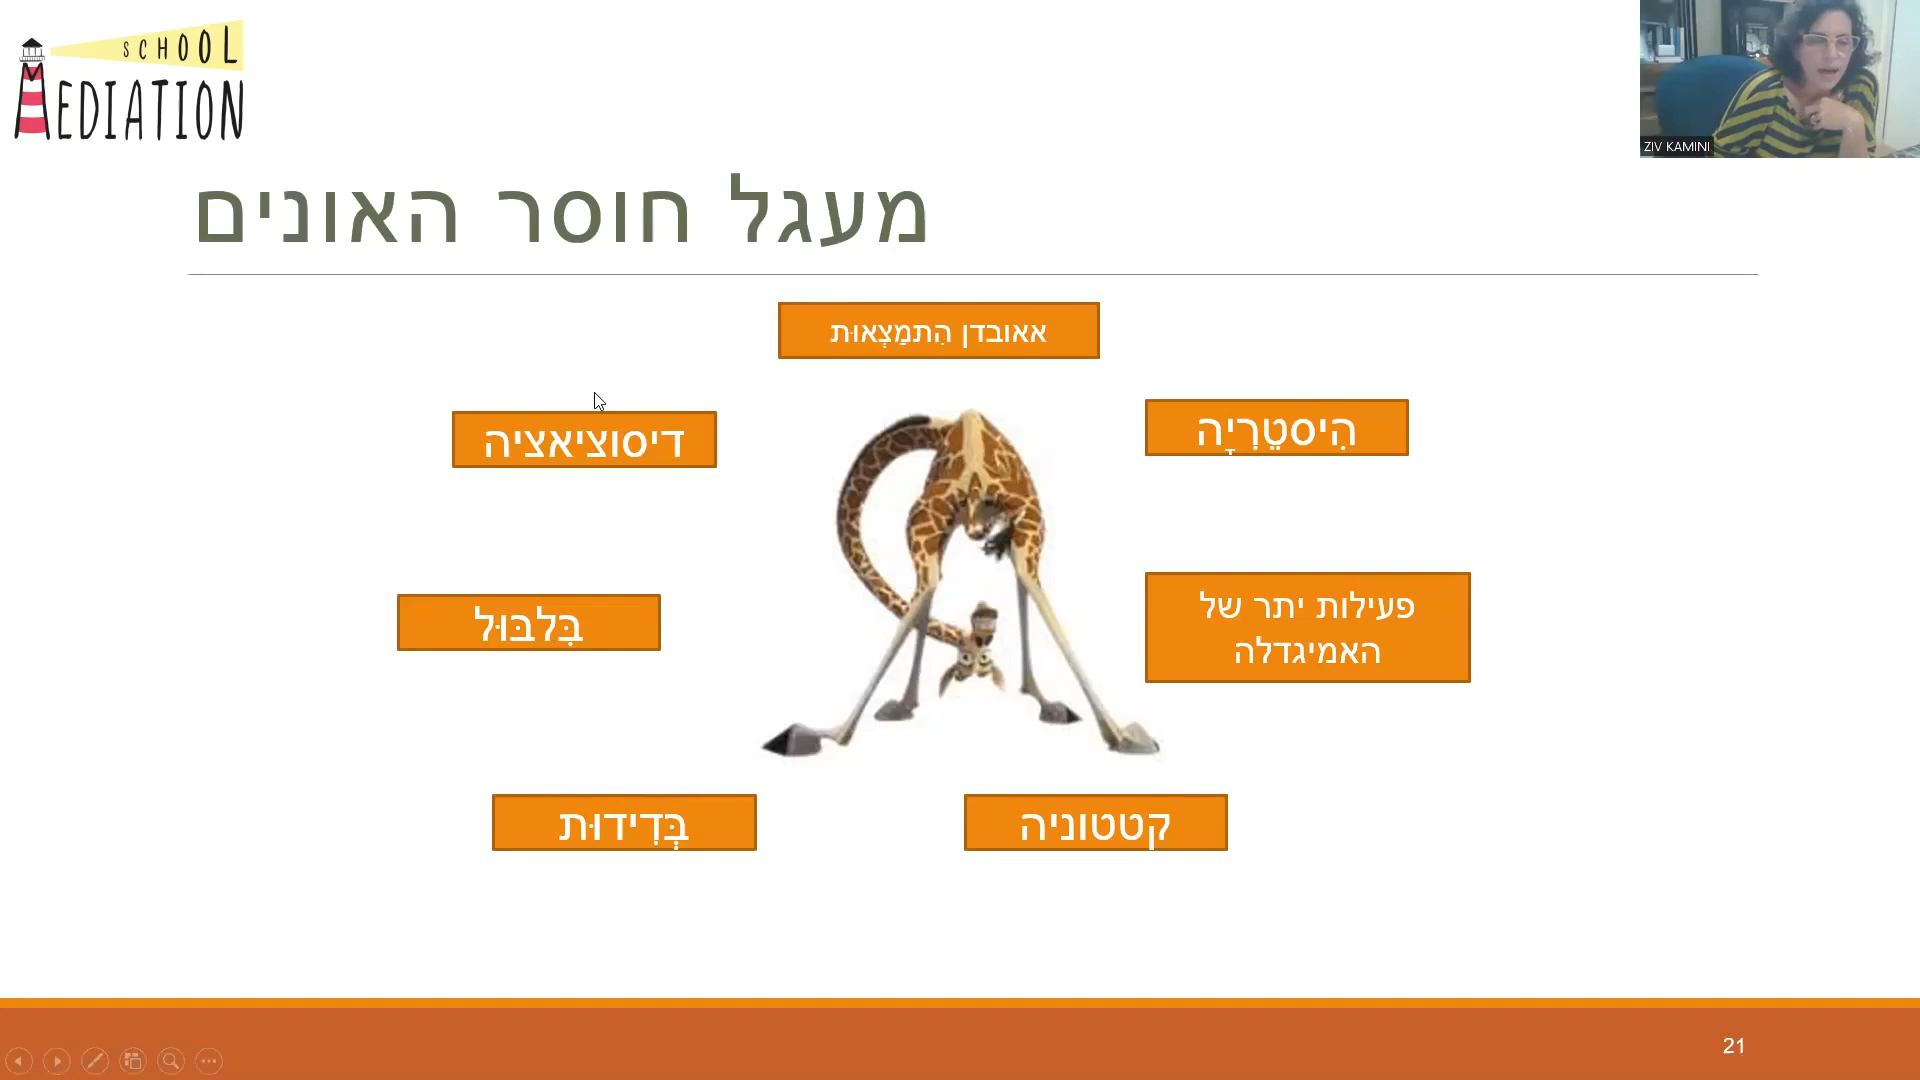 SCHOOL
MEDIATION
ZIV KAMINI
מעגל חוסר האונים
אאובדן הִתמַצְאוּת
הִיסטֵרִיָה
דיסוציאציה
פעילות יתר של
האמיגדלה
בִּלבּוּל
קטטוניה
בְּדִידוּת
21